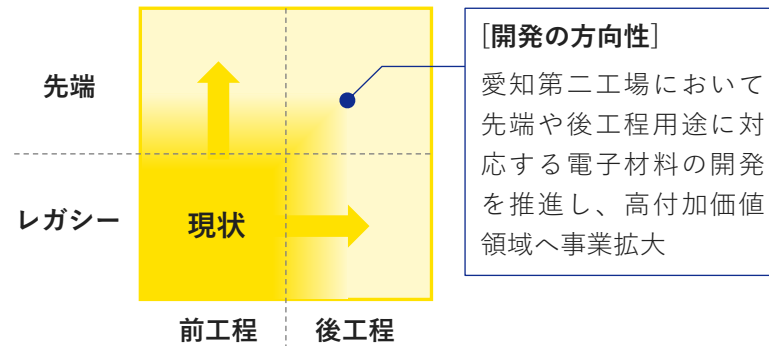 先端
レガシー
現状
前工程
後工程
[開発の方向性]
愛知第二工場において
先端や後工程用途に対
応する電子材料の開発
を推進し、高付加価値
領域へ事業拡大